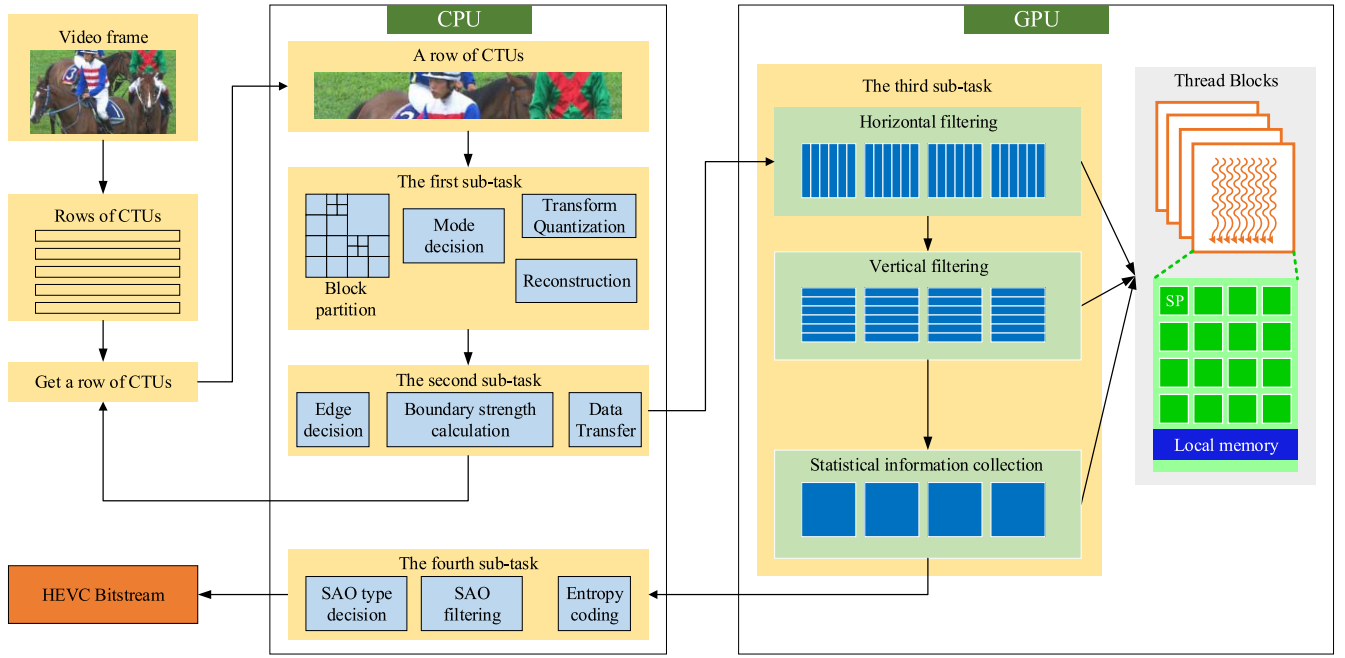 Video frame
Rows of CTUs
Get a row of CTUs
HEVC Bitstream
CPU
A row of CTUs
The first sub-task
Block
partition
Mode
decision
Transform
Quantization
Reconstruction
The second sub-task
Edge
decision
Boundary strength
calculation
Data
Transfer
The fourth sub-task
SAO type
decision
SAO
filtering
Entropy
coding
GPU
The third sub-task
Horizontal filtering
Vertical filtering
Statistical information collection
Thread Blocks
SP
Local memory